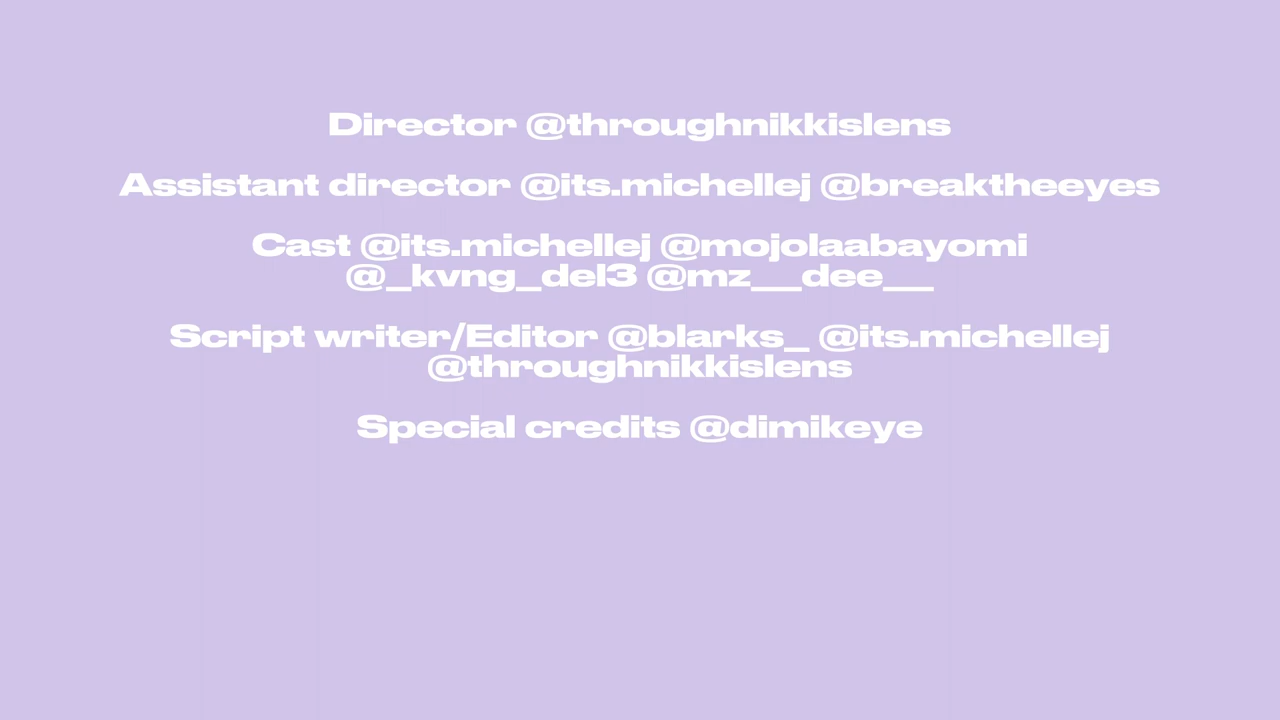 Director @throughnikkislens
Assistant director @its.michellej @breaktheeyes
Cast @its.michellej @mojolaabayomi
@_kvng_del3 @mz__dee__
Script writer/Editor @blarks_ @its.michellej
@throughnikkislens
Special credits @dimikeye